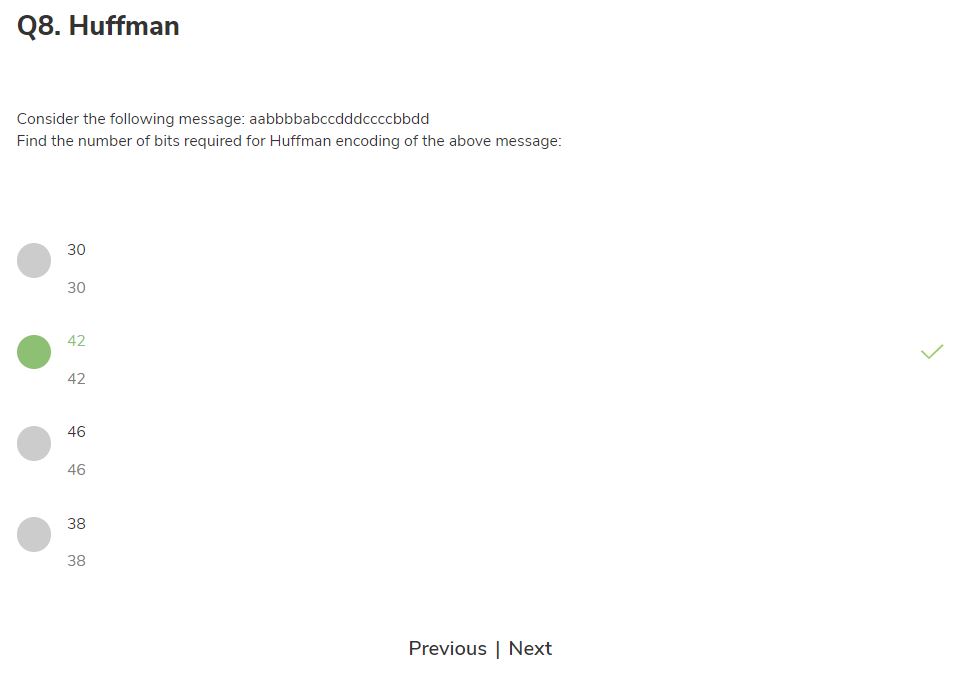 Q8. Huffman
Consider the following message: aabbbbabccdddccccbbdd
Find the number of bits required for Huffman encoding of the above message:
30
30
42
42
46
46
38
38
Previous | Next